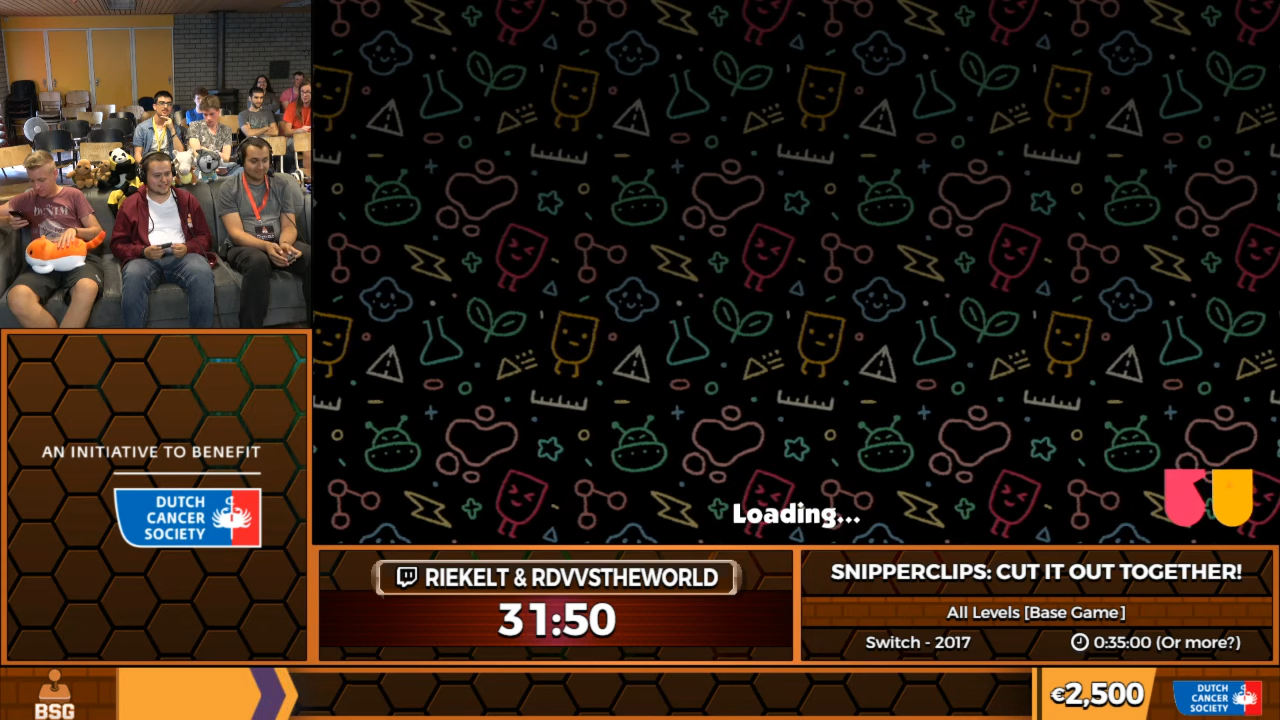 AN INITIATIVE TO BENEFIT
DUTCH
CANCER
SOCIETY
Loading...
RIEKELT & RDVVSTHEWORLD
31:50
SNIPPERCLIPS: CUT IT OUT TOGETHER!
All Levels [Base Game]
Switch - 2017
0:35:00 (Or more?)
BSG
€2,500
DUTCH
CANCER
SOCIETY